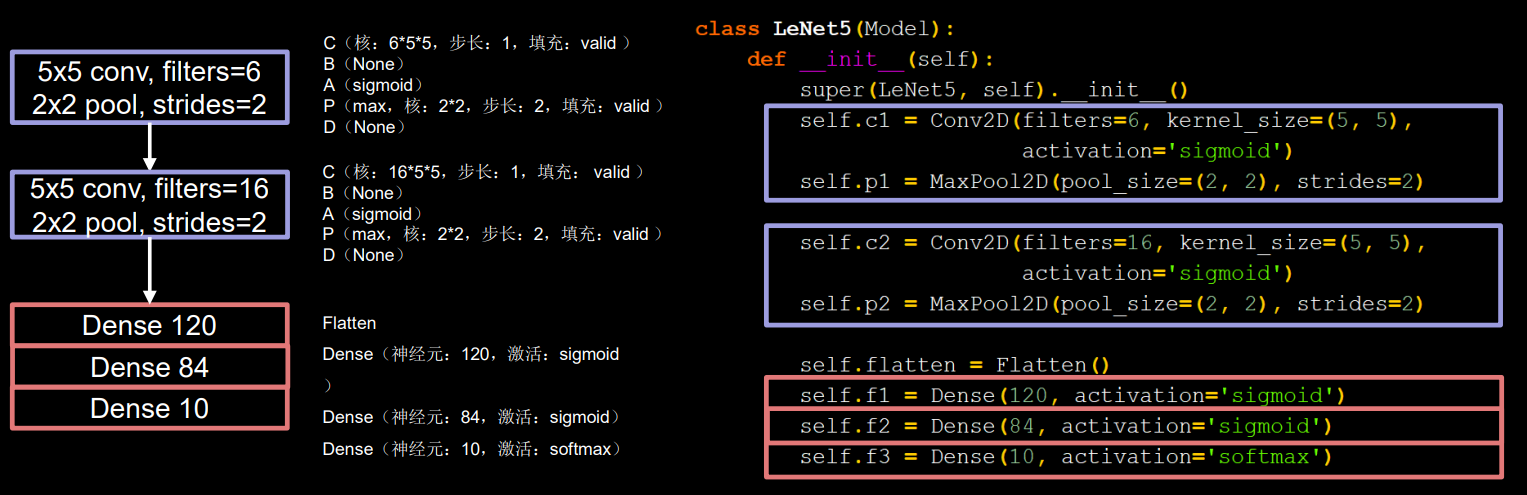 5x5 conv, filters=6
2x2 pool, strides=2
5x5 conv, filters=16
2x2 pool, strides=2
Dense 120
Dense 84
Dense 10
C（核：6*5*5，步长：1，填充：valid ）
B（None）
A（sigmoid）
P（max，核：2*2，步长：2，填充：valid ）
D（None）
C（核：16*5*5，步长：1，填充： valid ）
B（None）
A（sigmoid）
P（max，核：2*2，步长：2，填充：valid ）
D（None）
Flatten
Dense（神经元：120，激活：sigmoid
）
Dense（神经元：84，激活：sigmoid）
Dense（神经元：10，激活：softmax）
class LeNet5(Model):
def __init__(self):
super(LeNet5, self).__init__()
self.c1 = Conv2D(filters=6, kernel_size=(5, 5),
activation='sigmoid')
self.p1 = MaxPool2D(pool_size=(2, 2), strides=2)
self.c2 = Conv2D(filters=16, kernel_size=(5, 5),
activation='sigmoid')
self.p2 = MaxPool2D(pool_size=(2, 2), strides=2)
self.flatten = Flatten()
self.f1 = Dense(120, activation='sigmoid')
self.f2 = Dense(84, activation='sigmoid')
self.f3 = Dense(10, activation='softmax')